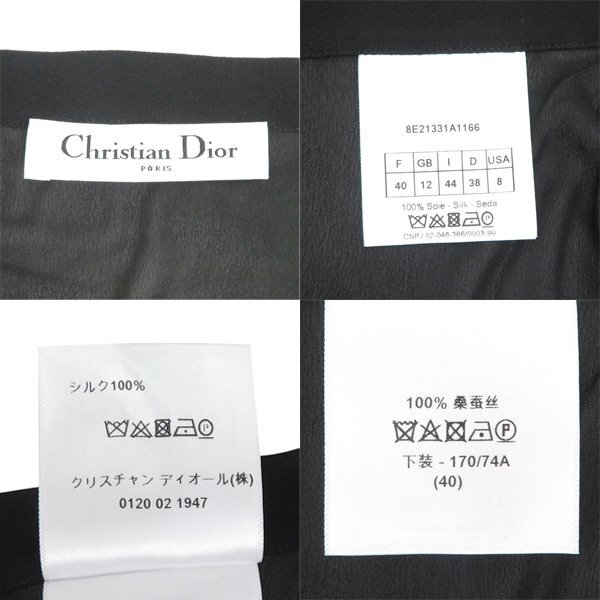 Christian Dior
PARIS
8E21331A1166
F GB I D USA
40 12 44 38 8
100% Soie - Silk - Seda
CNPJ 02-046-366/0003-99
シルク100%
クリスチャン ディオール(株)
0120 02 1947
100% 桑蚕丝
下装 - 170/74A
(40)